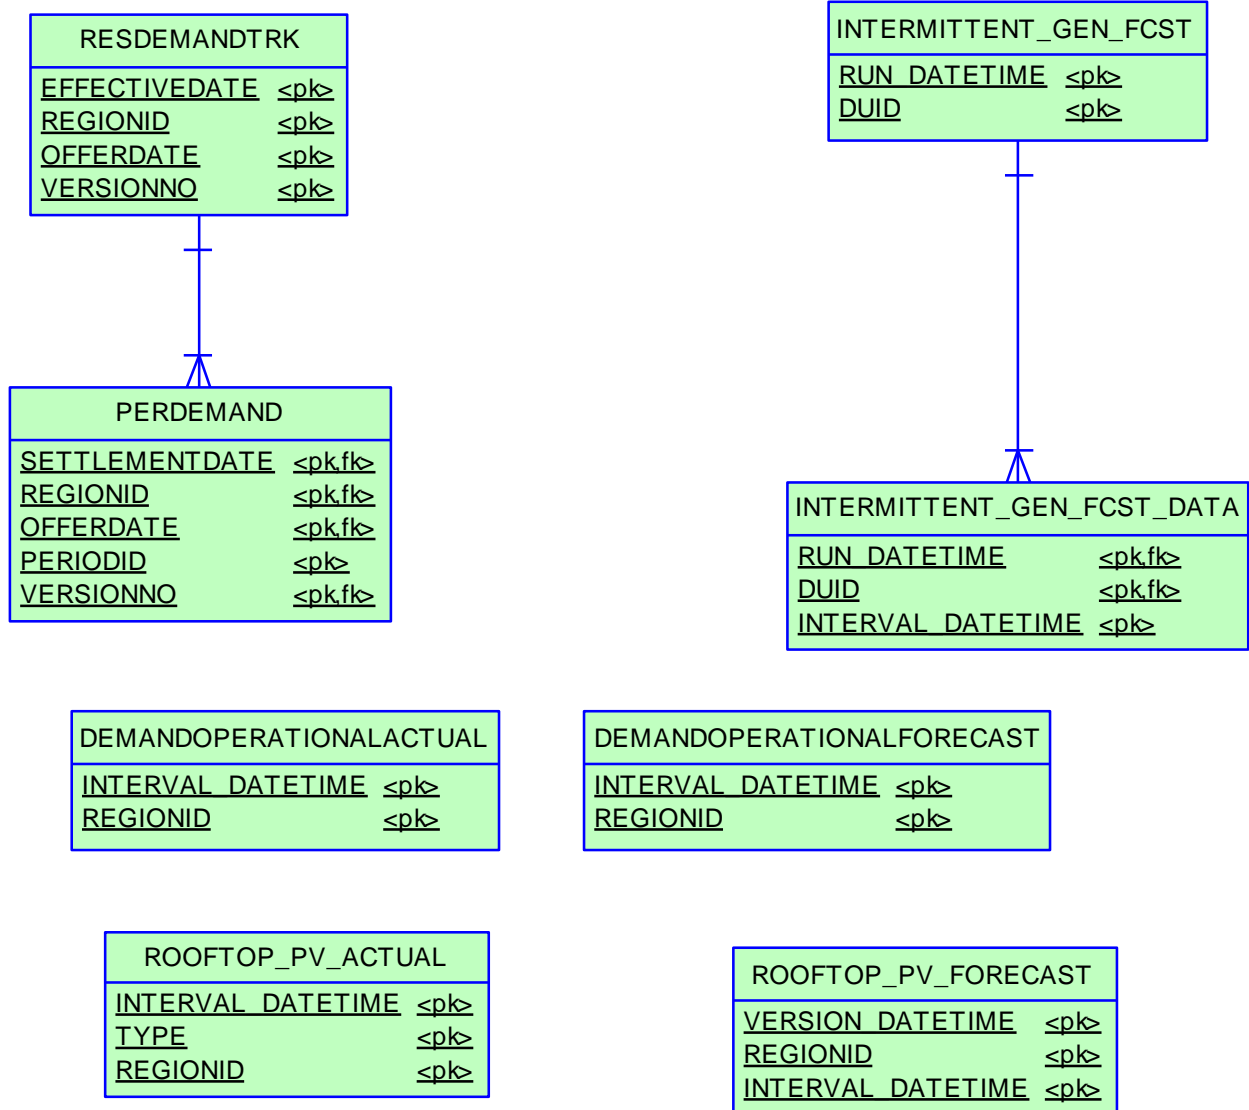 RESDEMANDTRK
EFFECTIVEDATE <pk>
REGIONID <pk>
OFFERDATE <pk>
VERSIONNO <pk>
INTERMITTENT_GEN_FCST
RUN_DATETIME <pk>
DUID <pk>
PERDEMAND
SETTLEMENTDATE <pk,fk>
REGIONID <pk,fk>
OFFERDATE <pk,fk>
PERIODID <pk>
VERSIONNO <pk,fk>
INTERMITTENT_GEN_FCST_DATA
RUN_DATETIME <pk,fk>
DUID <pk,fk>
INTERVAL_DATETIME <pk>
DEMANDOPERATIONALACTUAL
INTERVAL_DATETIME <pk>
REGIONID <pk>
DEMANDOPERATIONALFORECAST
INTERVAL_DATETIME <pk>
REGIONID <pk>
ROOFTOP_PV_ACTUAL
INTERVAL_DATETIME <pk>
TYPE <pk>
REGIONID <pk>
ROOFTOP_PV_FORECAST
VERSION_DATETIME <pk>
REGIONID <pk>
INTERVAL_DATETIME <pk>